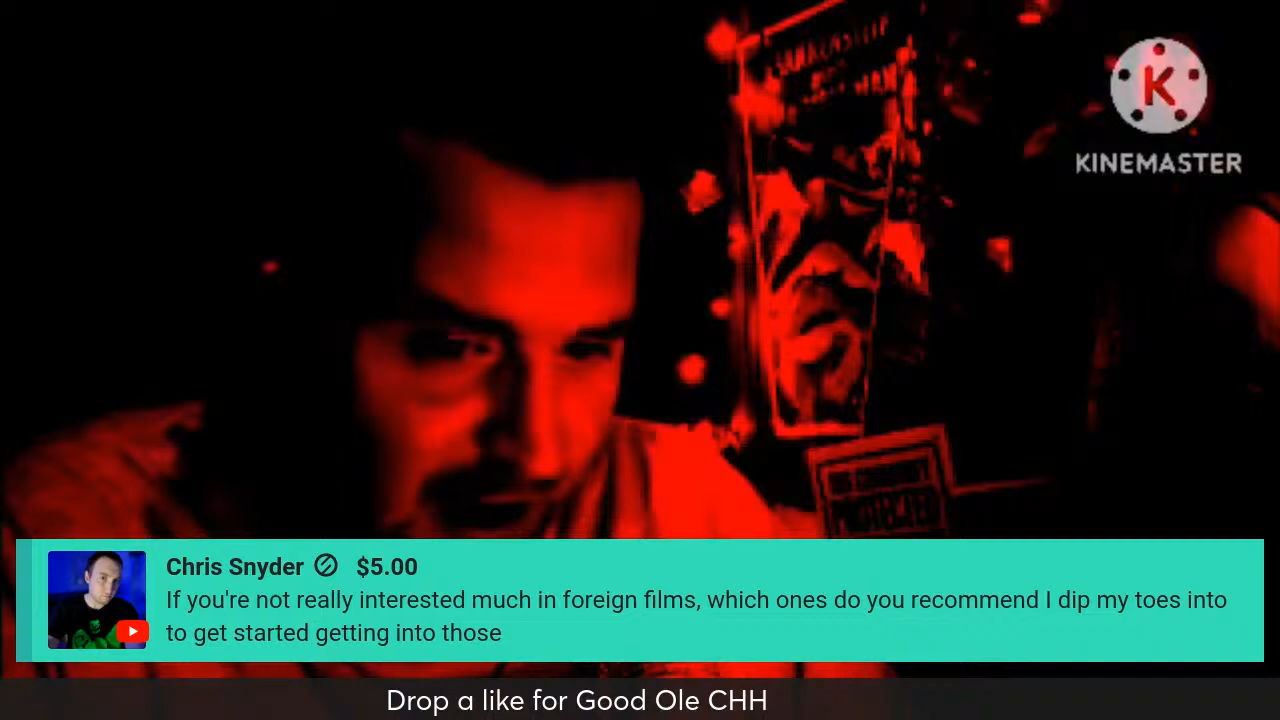 K
KINEMASTER
PROTECTED
Chris Snyder $5.00
If you're not really interested much in foreign films, which ones do you recommend I dip my toes into
to get started getting into those
Drop a like for Good Ole CHH